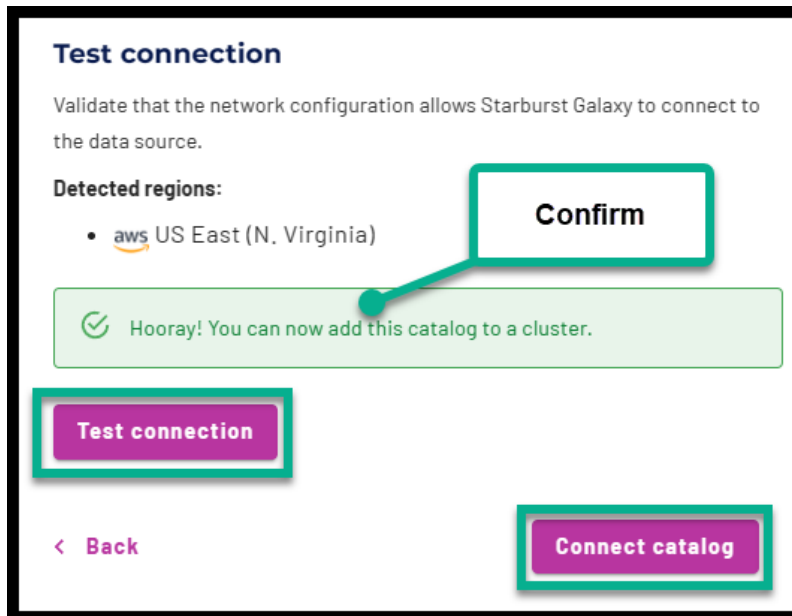 Test connection
Validate that the network configuration allows Starburst Galaxy to connect to
the data source.
Detected regions:
Confirm
• aws US East (N. Virginia)
Hooray! You can now add this catalog to a cluster.
Test connection
< Back
Connect catalog